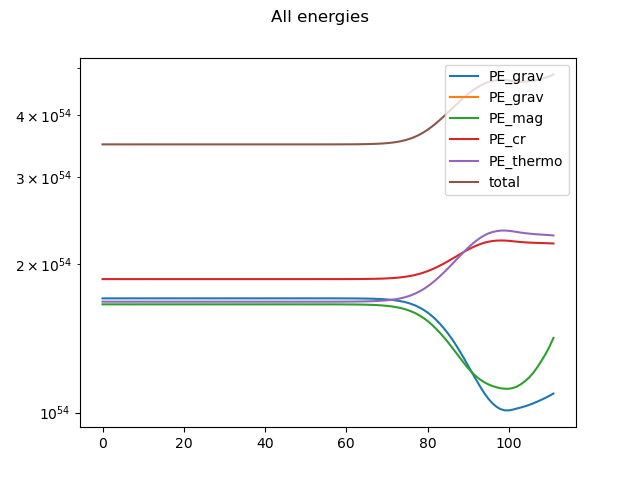 All energies
4 × 10^54
3 × 10^54
2 × 10^54
10^54
0 20 40 60 80 100
PE_grav
PE_grav
PE_mag
PE_cr
PE_thermo
total